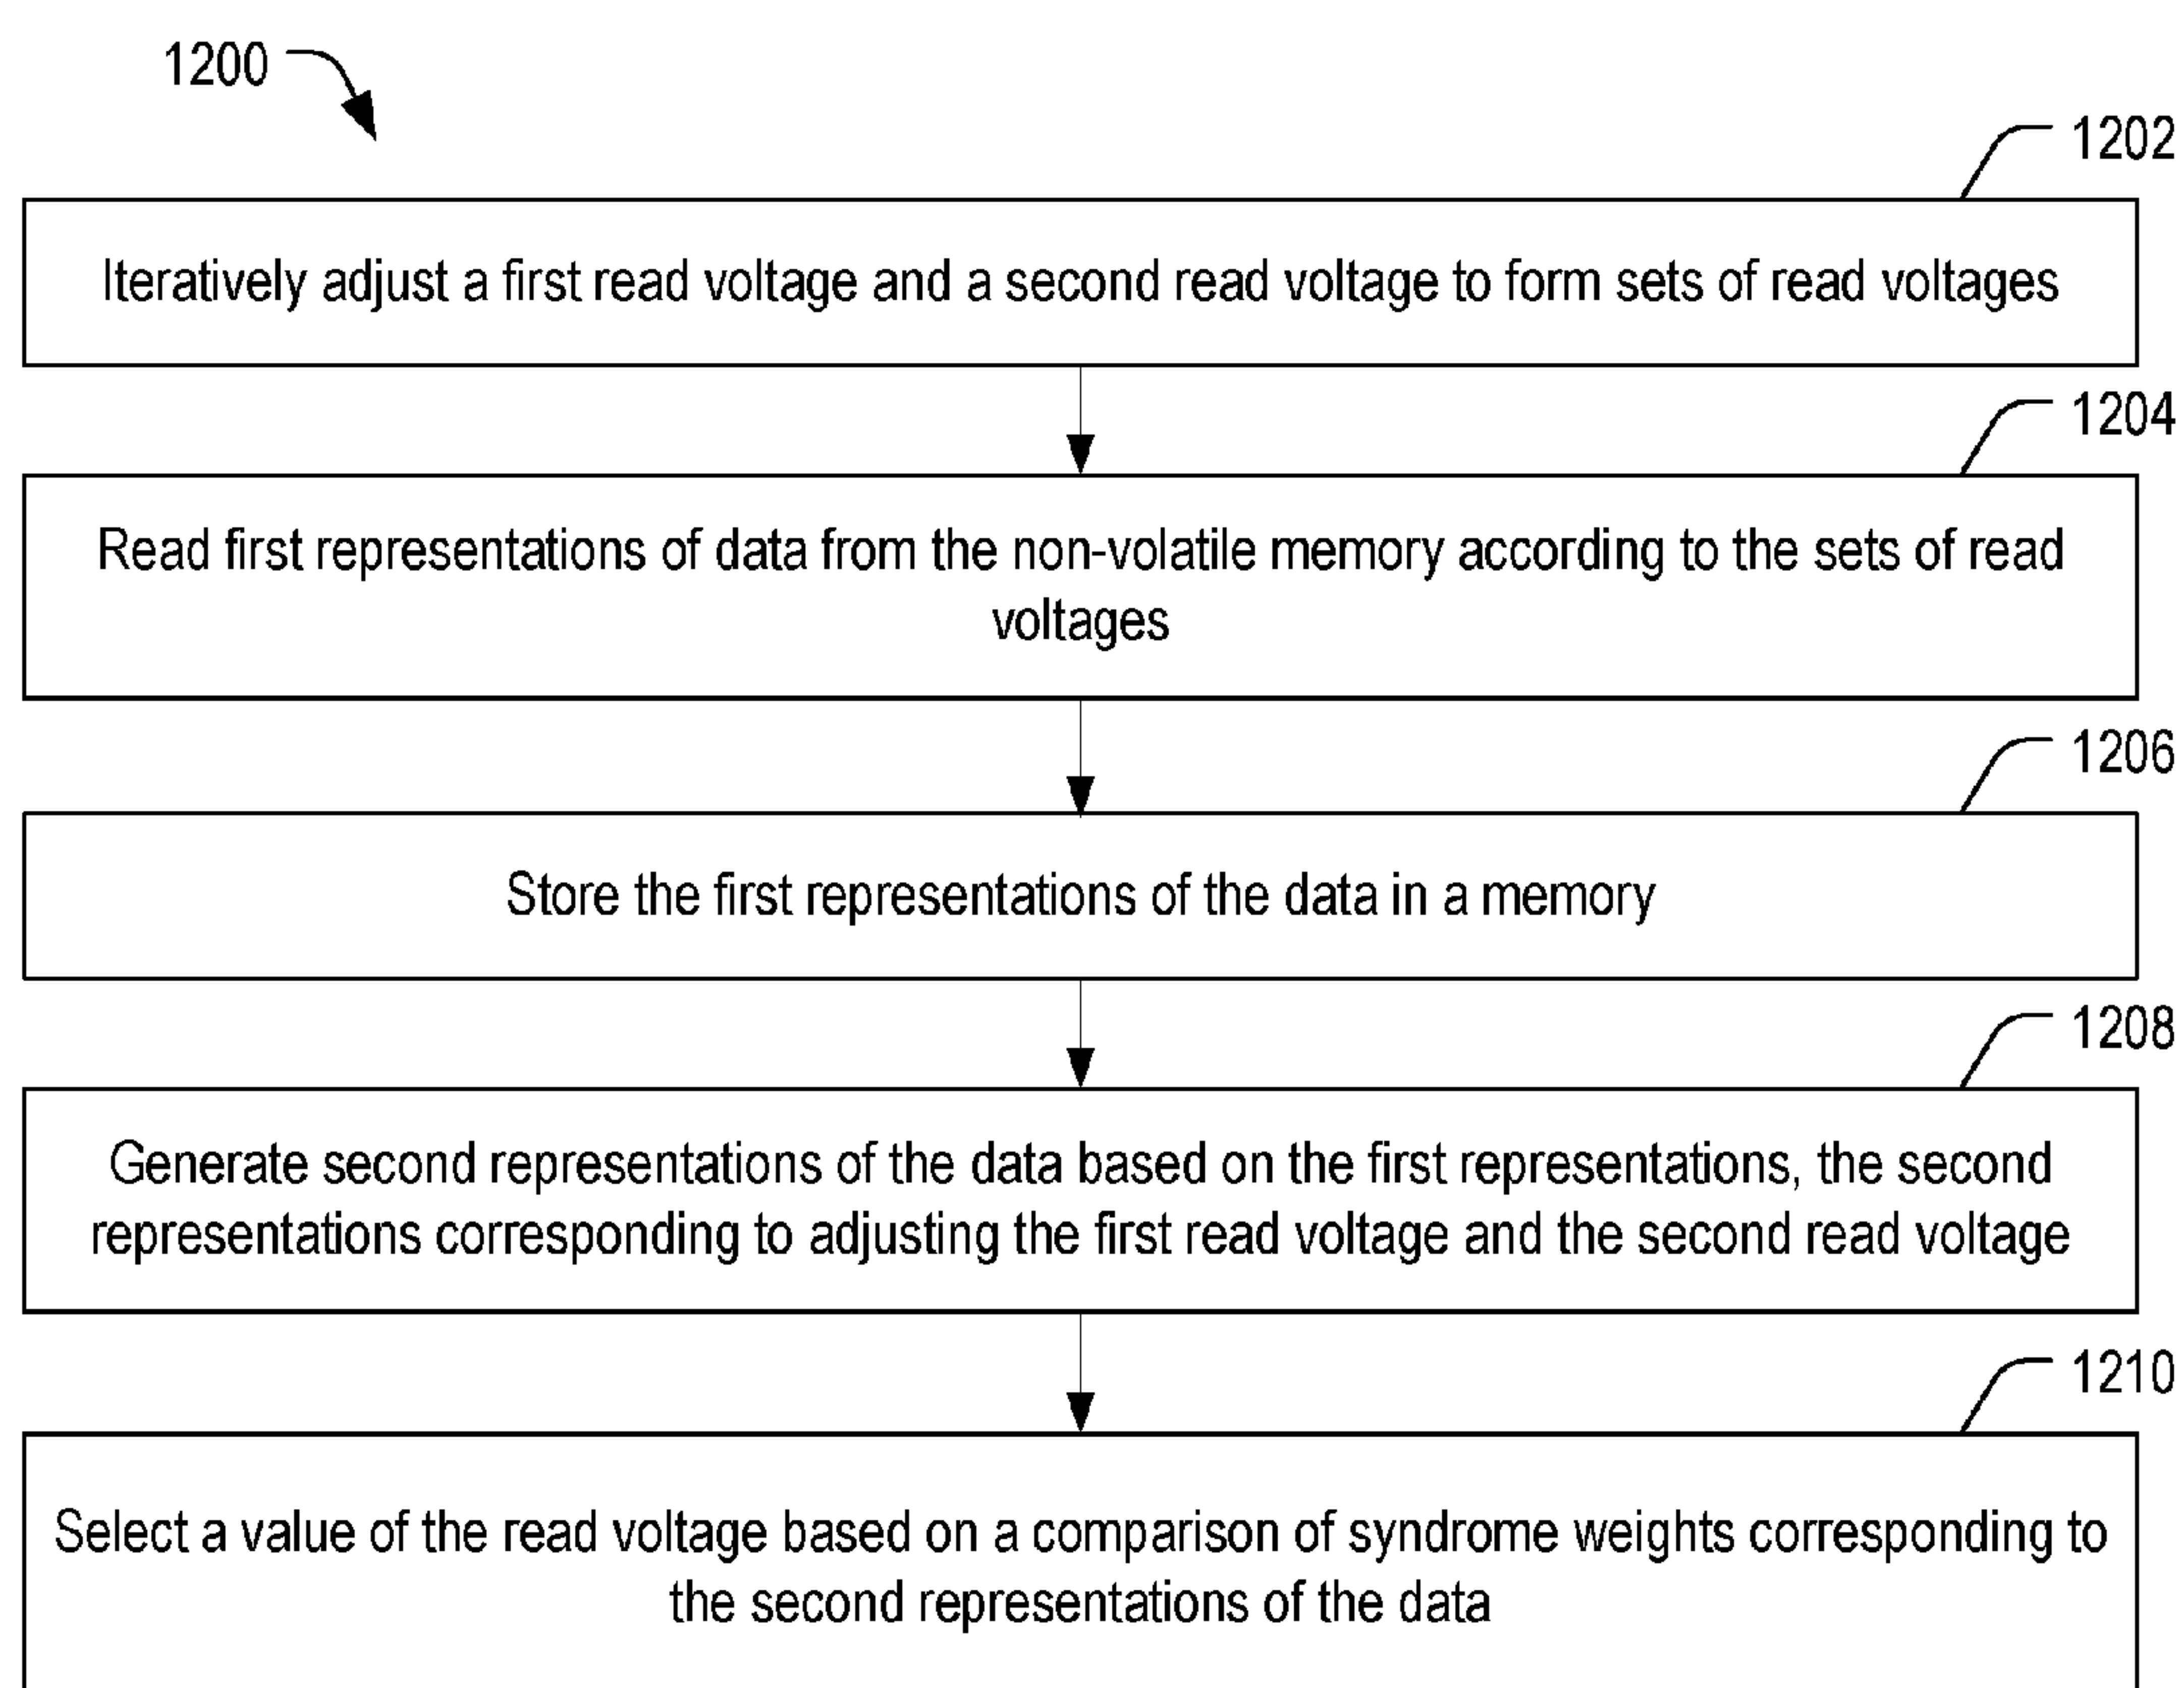 1200
1202
Iteratively adjust a first read voltage and a second read voltage to form sets of read voltages
1204
Read first representations of data from the non-volatile memory according to the sets of read
voltages
1206
Store the first representations of the data in a memory
1208
Generate second representations of the data based on the first representations, the second
representations corresponding to adjusting the first read voltage and the second read voltage
1210
Select a value of the read voltage based on a comparison of syndrome weights corresponding to
the second representations of the data